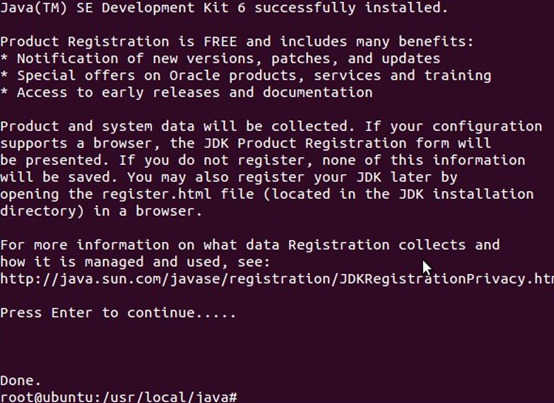 Java(TM) SE Development Kit 6 successfully installed.
Product Registration is FREE and includes many benefits:
* Notification of new versions, patches, and updates
* Special offers on Oracle products, services and training
* Access to early releases and documentation
Product and system data will be collected. If your configuration
supports a browser, the JDK Product Registration form will
be presented. If you do not register, none of this information
will be saved. You may also register your JDK later by
opening the register.html file (located in the JDK installation
directory) in a browser.
For more information on what data Registration collects and
how it is managed and used, see:
http://java.sun.com/javase/registration/JDKRegistrationPrivacy.htm
Press Enter to continue.....
Done.
root@ubuntu:/usr/local/java#